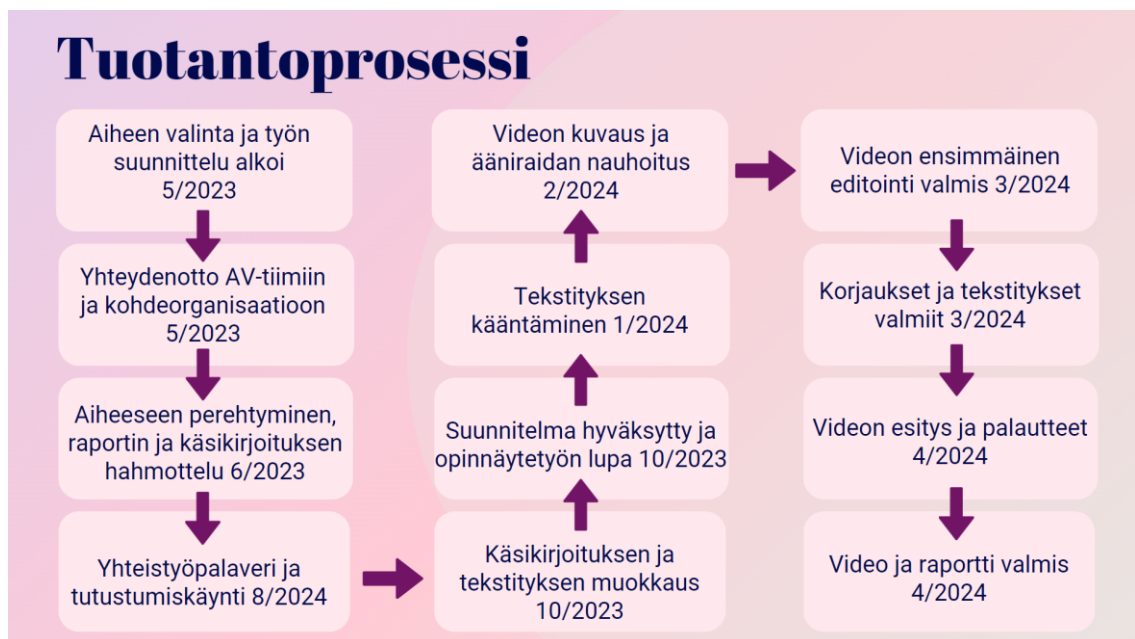 Tuotantoprosessi
Aiheen valinta ja työn
suunnittelu alkoi
5/2023
Yhteydenotto AV-tiimiin
ja kohdeorganisaatioon
5/2023
Aiheeseen perehtyminen,
raportin ja käsikirjoituksen
hahmottelu 6/2023
Yhteistyöpalaveri ja
tutustumiskäynti 8/2024
Käsikirjoituksen ja
tekstityksen muokkaus
10/2023
Suunnitelma hyväksytty ja
opinnäytetyön lupa 10/2023
Tekstityksen
kääntäminen 1/2024
Videon kuvaus ja
ääniraidan nauhoitus
2/2024
Videon ensimmäinen
editointi valmis 3/2024
Korjaukset ja tekstitykset
valmiit 3/2024
Videon esitys ja palautteet
4/2024
Video ja raportti valmis
4/2024